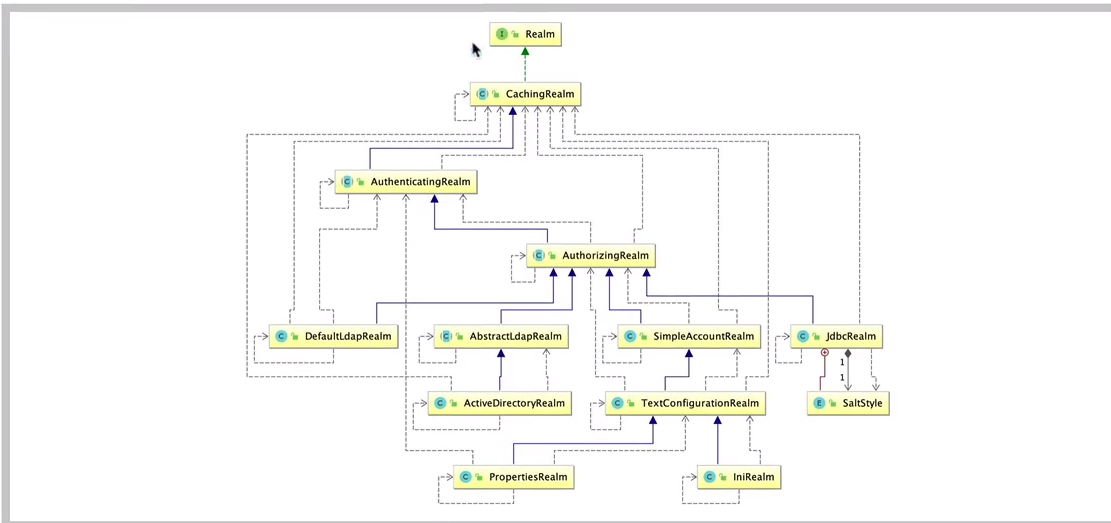 I Realm
C CachingRealm
C AuthenticatingRealm
C AuthorizingRealm
C DefaultLdapRealm
C AbstractLdapRealm
C SimpleAccountRealm
C JdbcRealm
1
1
C ActiveDirectoryRealm
C TextConfigurationRealm
E SaltStyle
C PropertiesRealm
C IniRealm